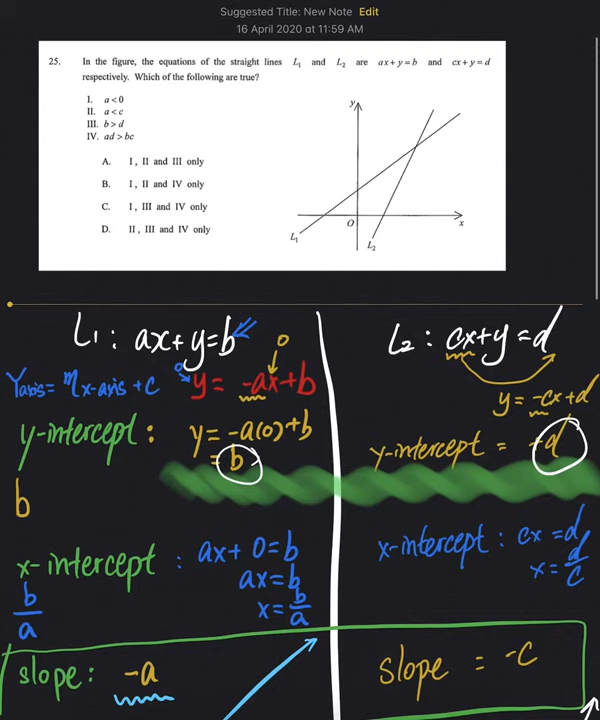 Suggested Title: New Note Edit
16 April 2020 at 11:59 AM
25. In the figure, the equations of the straight lines L₁ and L₂ are ax+y=b and cx+y=d
respectively. Which of the following are true?
I. a<0
II. a<c
III. b>d
IV. ad>bc
A. I, II and III only
B. I, II and IV only
C. I, III and IV only
D. II, III and IV only
y
O
x
L₁
L₂
L₁ : ax+y=b
0
Yaxis = mx-axis + c
0
y = -ax+b
y-intercept :
y = -a(0)+b
= b
b
x-intercept : ax+ 0=b
ax=b
x= b/a
b/a
slope: -a
L₂ : cx+y=d
y = -cx+d
y-intercept = +d
x-intercept : cx =d
x= d/c
slope = -c